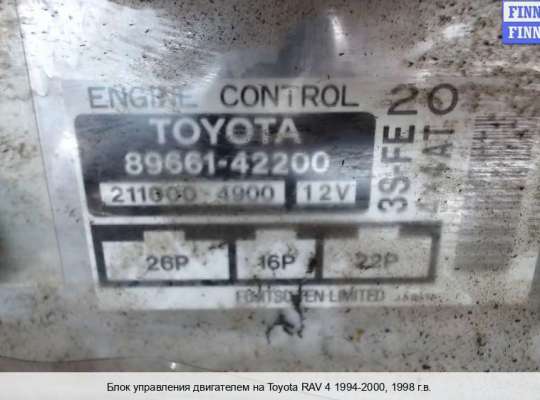 FINN
FINN
ENGINE CONTROL
20
TOYOTA
89661-42200
211000-4900 12V
3S-FE
26P 16P 22P
FUJITSU TEN LIMITED
Блок управления двигателем на Toyota RAV 4 1994-2000, 1998 г.в.